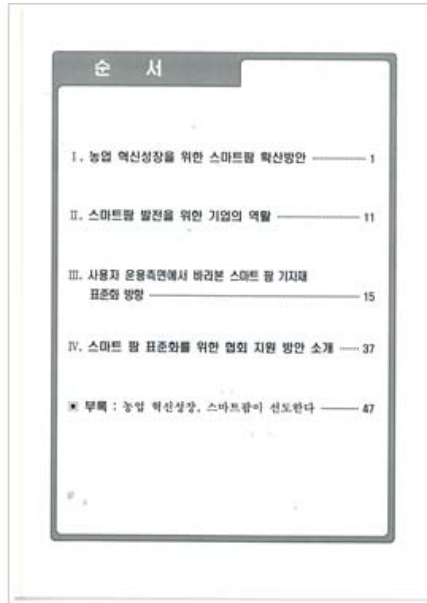 순 서
Ⅰ. 농업 혁신성장을 위한 스마트팜 확산방안 ─── 1
Ⅱ. 스마트팜 발전을 위한 기업의 역활 ─── 11
Ⅲ. 사용자 운용측면에서 바라본 스마트 팜 기자재
표준화 방향 ─── 15
Ⅳ. 스마트 팜 표준화를 위한 협회 지원 방안 소개 ─── 37
▣ 부록 : 농업 혁신성장, 스마트팜이 선도한다 ─── 47